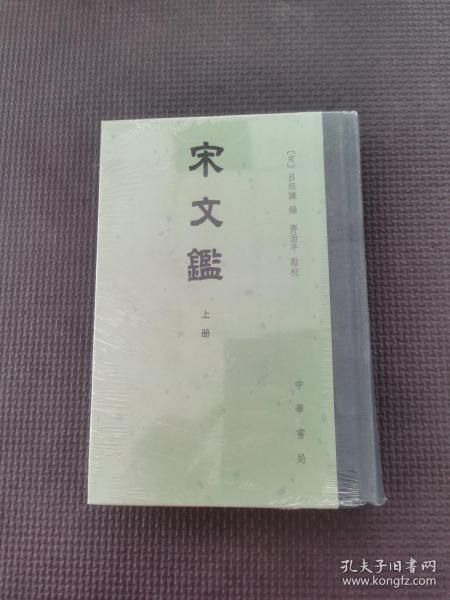 [宋]吕祖謙 編 齊治平 點校
宋文鑑
上册
中華書局
孔夫子旧书网
www.kongfz.com